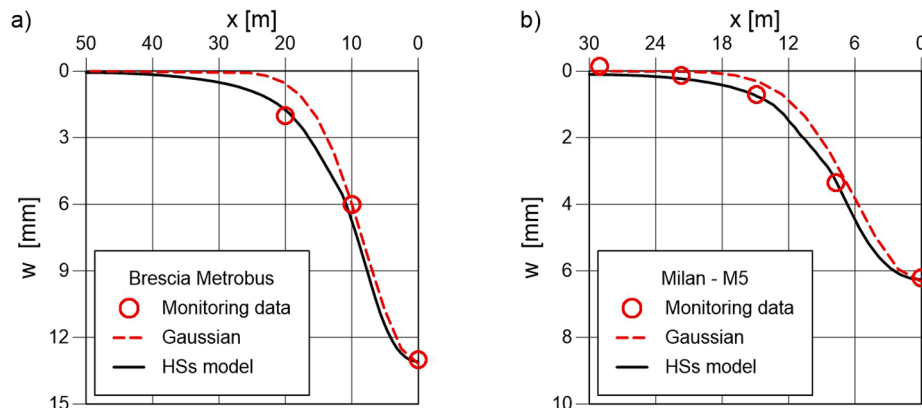 a)
x [m]
50 40 30 20 10 0
0
3
6
9
12
15
w [mm]
Brescia Metrobus
Monitoring data
Gaussian
HSs model
b)
x [m]
30 24 18 12 6 0
0
2
4
6
8
10
w [mm]
Milan - M5
Monitoring data
Gaussian
HSs model